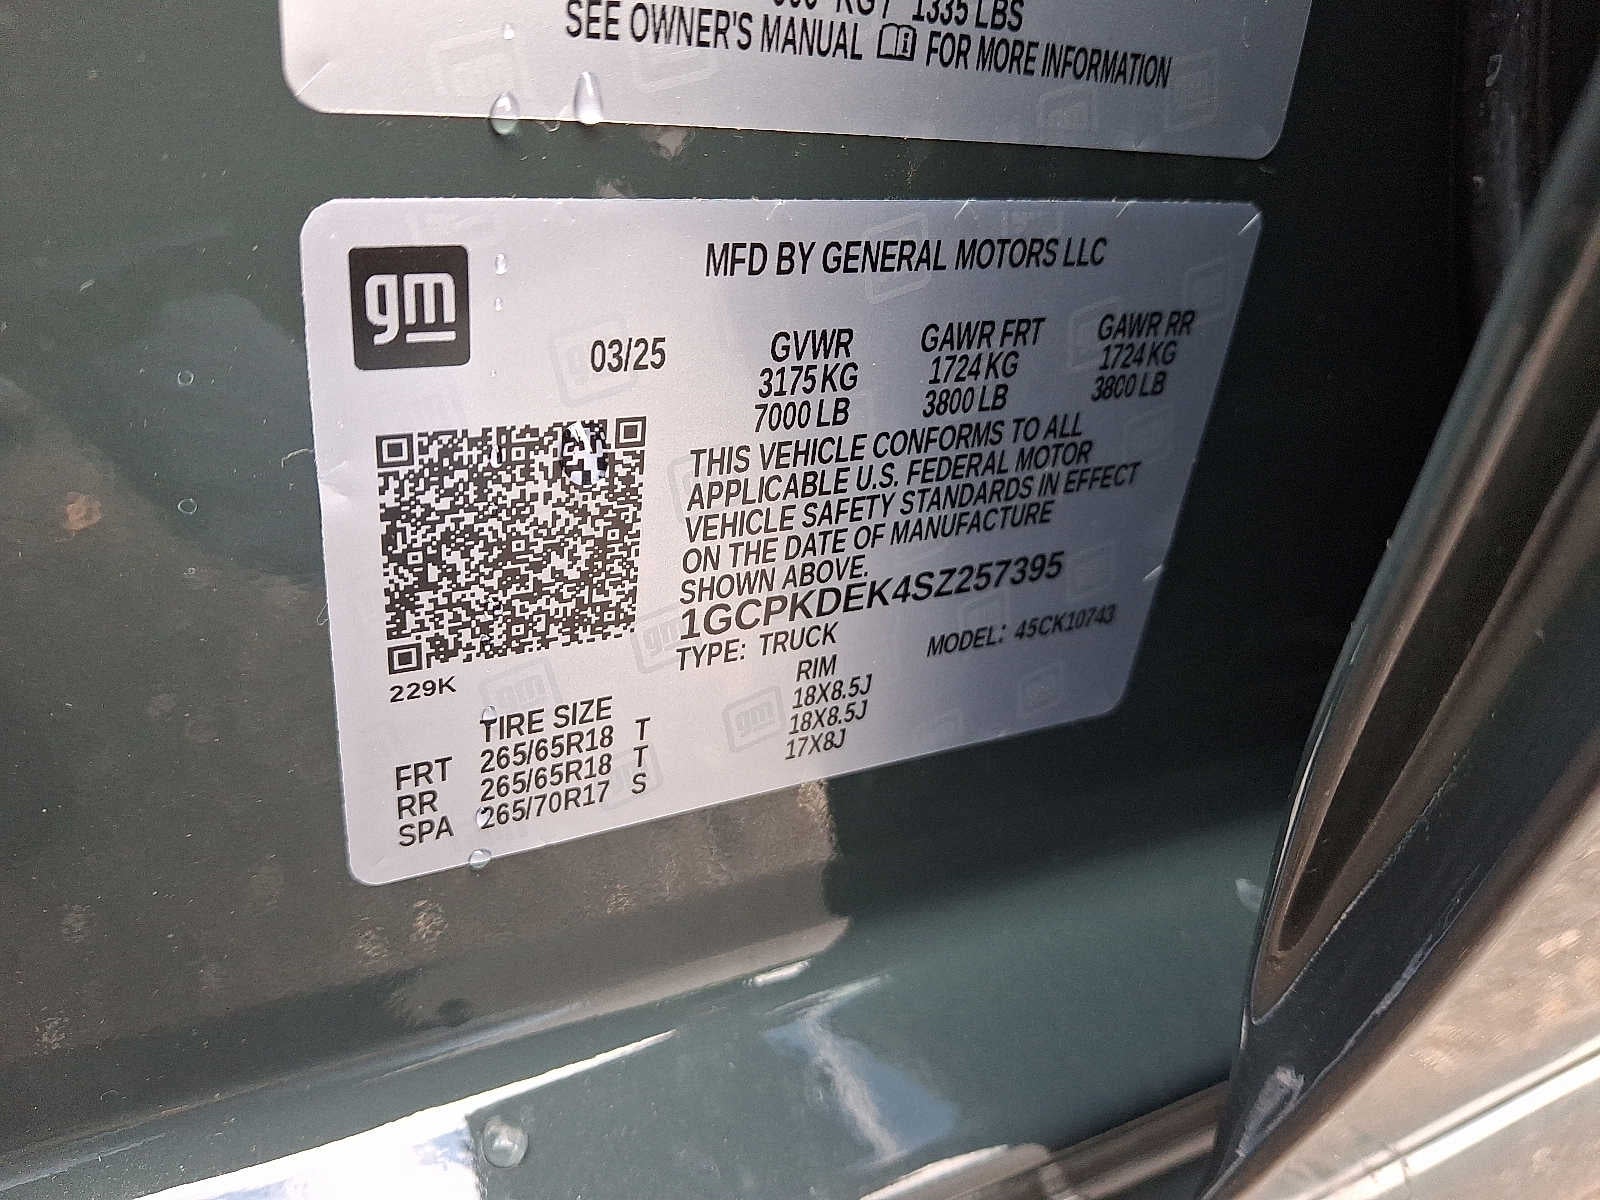 KG / 1335 LBS
SEE OWNER'S MANUAL FOR MORE INFORMATION
gm
MFD BY GENERAL MOTORS LLC
03/25
GVWR GAWR FRT GAWR RR
3175 KG 1724 KG 1724 KG
7000 LB 3800 LB 3800 LB
THIS VEHICLE CONFORMS TO ALL
APPLICABLE U.S. FEDERAL MOTOR
VEHICLE SAFETY STANDARDS IN EFFECT
ON THE DATE OF MANUFACTURE
SHOWN ABOVE.
1GCPKDEK4SZ257395
TYPE: TRUCK MODEL: 45CK10743
229K
TIRE SIZE RIM
FRT 265/65R18 T 18X8.5J
RR 265/65R18 T 18X8.5J
SPA 265/70R17 S 17X8J